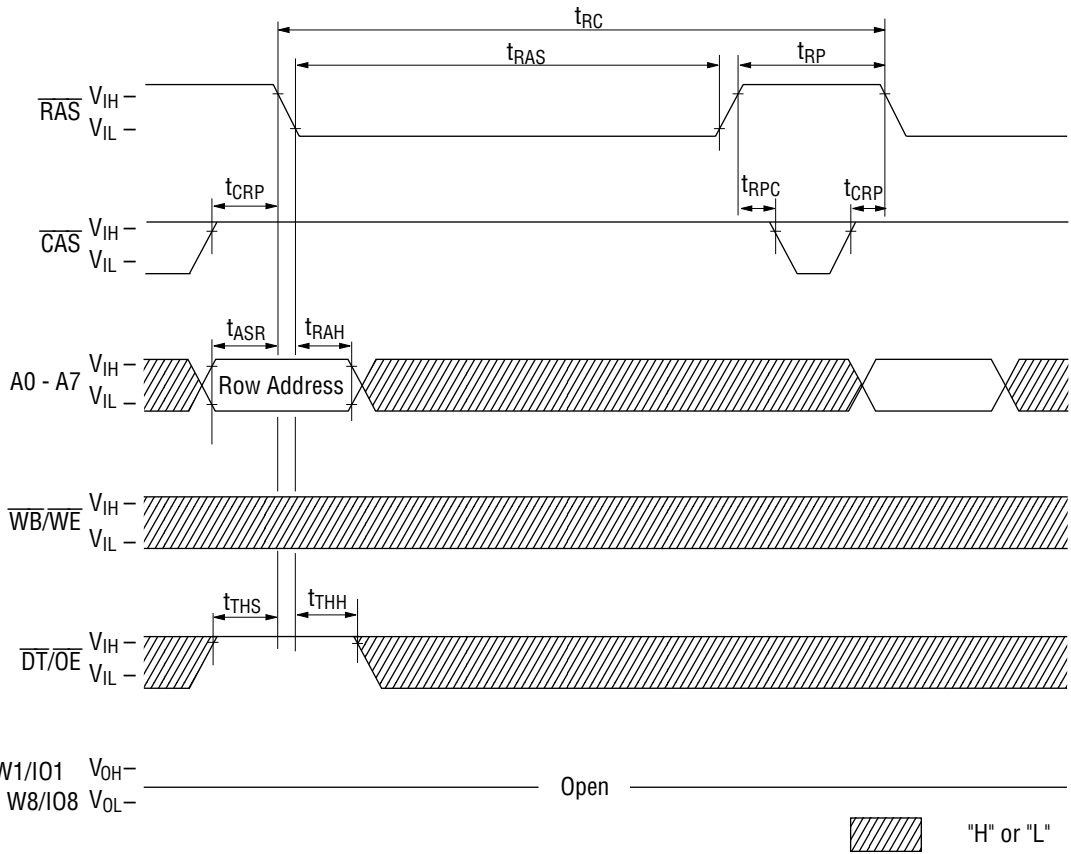 tRC
tRAS
tRP
RAS VIH –
VIL –
tCRP
tRPC
tCRP
CAS VIH –
VIL –
tASR
tRAH
A0 - A7 VIH –
VIL –
Row Address
WB/WE VIH –
VIL –
tTHS
tTHH
DT/OE VIH –
VIL –
W1/IO1 VOH –
W8/IO8 VOL –
Open
"H" or "L"